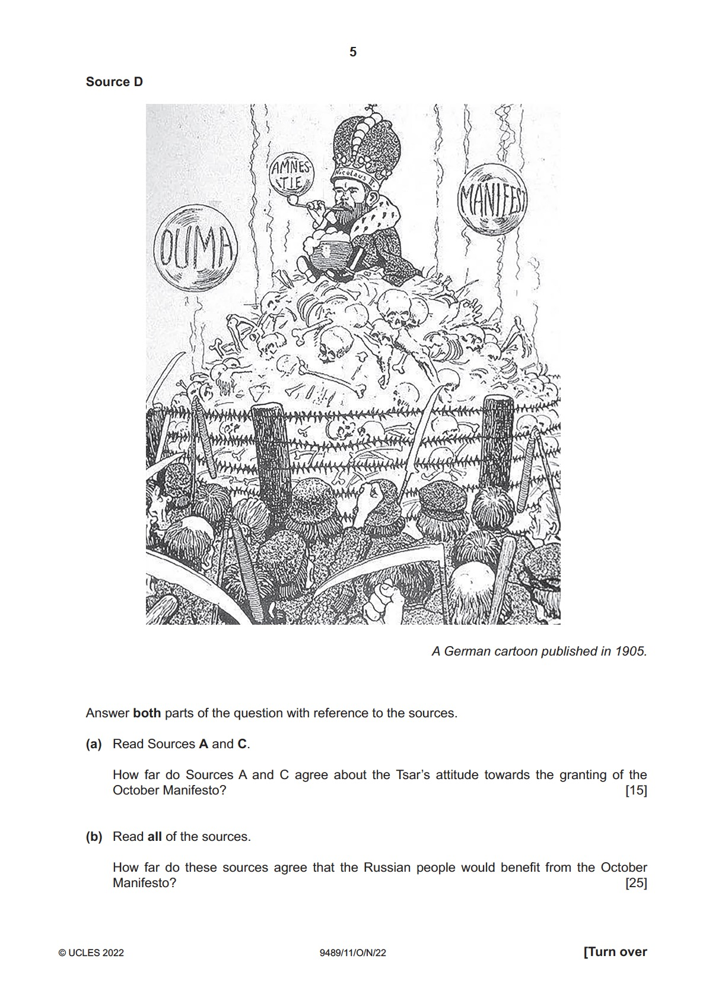 5
Source D
AMNES-
TIE
Nicolaus II
MANIFEST
DUMA
A German cartoon published in 1905.
Answer both parts of the question with reference to the sources.
(a) Read Sources A and C.
How far do Sources A and C agree about the Tsar’s attitude towards the granting of the
October Manifesto? [15]
(b) Read all of the sources.
How far do these sources agree that the Russian people would benefit from the October
Manifesto? [25]
© UCLES 2022 9489/11/O/N/22 [Turn over